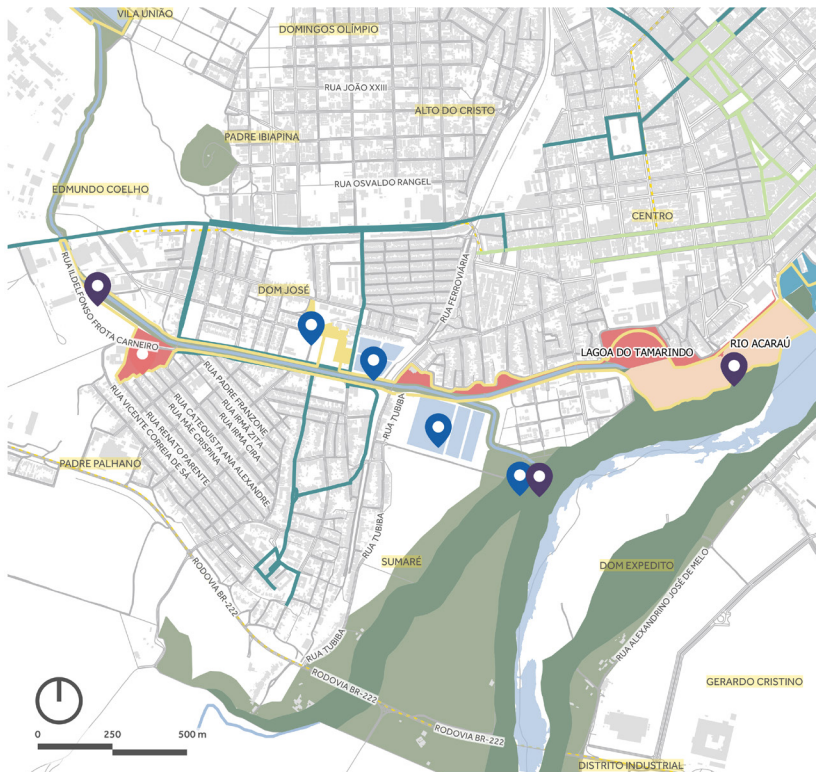 VILA UNIÃO
DOMINGOS OLÍMPIO
RUA JOÃO XXIII
ALTO DO CRISTO
PADRE IBIAPINA
RUA OSVALDO RANGEL
EDMUNDO COELHO
CENTRO
RUA ILDELFONSO FROTA CARNEIRO
DOM JOSÉ
RUA FERROVIÁRIA
RIO ACARAÚ
LAGOA DO TAMARINDO
RUA PADRE FRANZONE
RUA IRMÃ ZITA
RUA IRMA CIRA
RUA CATEQUISTA ANA ALEXANDRE
RUA MÃE CRISPINA
RUA RENATO PARENTE
RUA VICENTE CORREIA DE SÁ
RUA TUBIBA
PADRE PALHANO
RUA TUBIBA
SUMARÉ
DOM EXPEDITO
RUA ALEXANDRINO JOSÉ DE MELO
RODOVIA BR-222
RUA TUBIBA
RODOVIA BR-222
GERARDO CRISTINO
RODOVIA BR-222
0 250 500 m
DISTRITO INDUSTRIAL